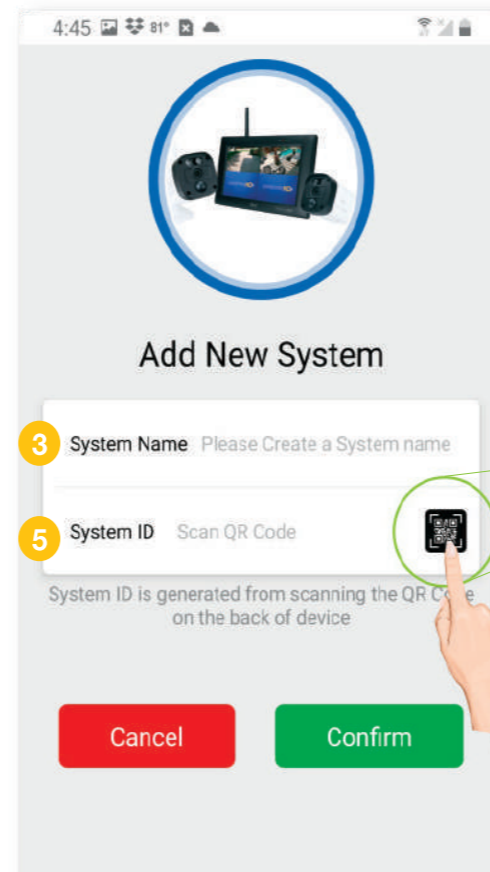 4:45 81°
Add New System
3 System Name Please Create a System name
5 System ID Scan QR Code
System ID is generated from scanning the QR Code
on the back of device
Cancel Confirm